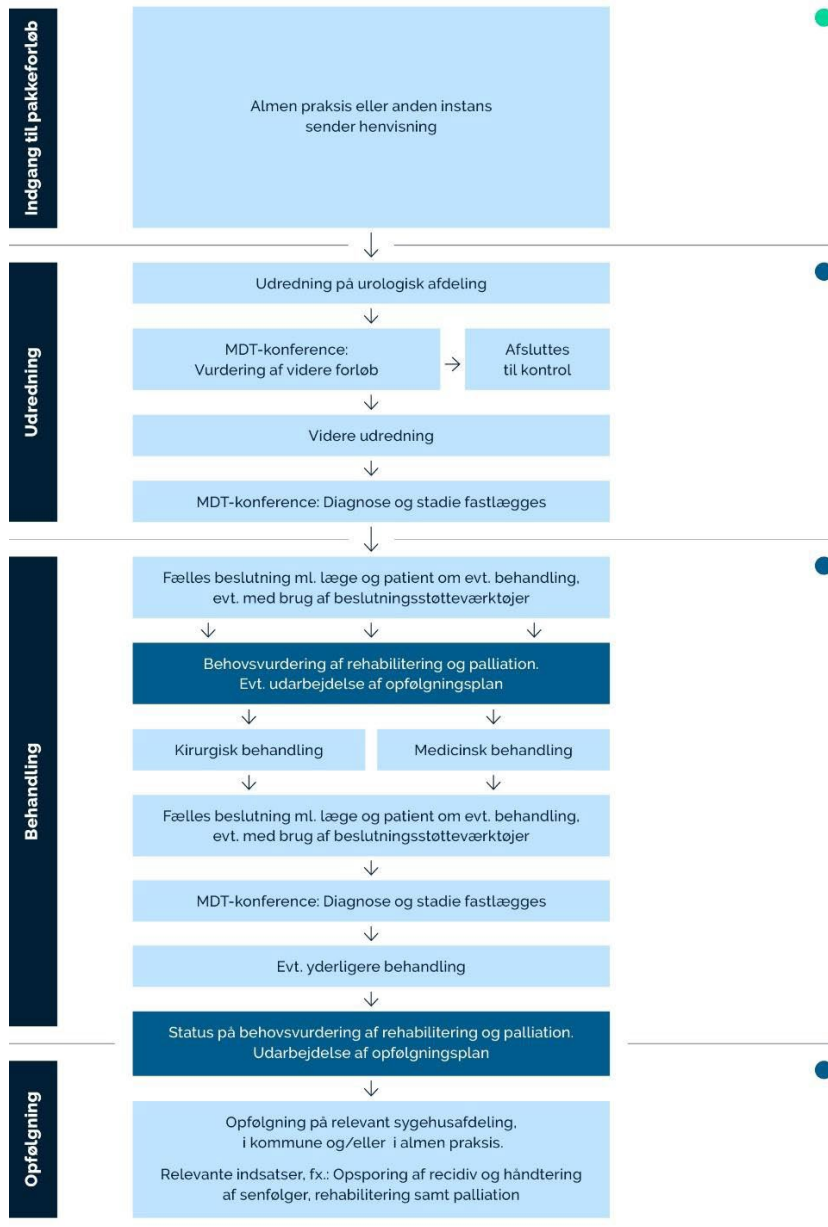 Indgang til pakkeforløb
Almen praksis eller anden instans
sender henvisning
Udredning
Udredning på urologisk afdeling
MDT-konference:
Vurdering af videre forløb
Afsluttes
til kontrol
Videre udredning
MDT-konference: Diagnose og stadie fastlægges
Behandling
Fælles beslutning ml. læge og patient om evt. behandling,
evt. med brug af beslutningsstøtteværktøjer
Behovsvurdering af rehabilitering og palliation.
Evt. udarbejdelse af opfølgningsplan
Kirurgisk behandling
Medicinsk behandling
Fælles beslutning ml. læge og patient om evt. behandling,
evt. med brug af beslutningsstøtteværktøjer
MDT-konference: Diagnose og stadie fastlægges
Evt. yderligere behandling
Status på behovsvurdering af rehabilitering og palliation.
Udarbejdelse af opfølgningsplan
Opfølgning
Opfølgning på relevant sygehusafdeling,
i kommune og/eller i almen praksis.
Relevante indsatser, fx.: Opsporing af recidiv og håndtering
af senfølger, rehabilitering samt palliation